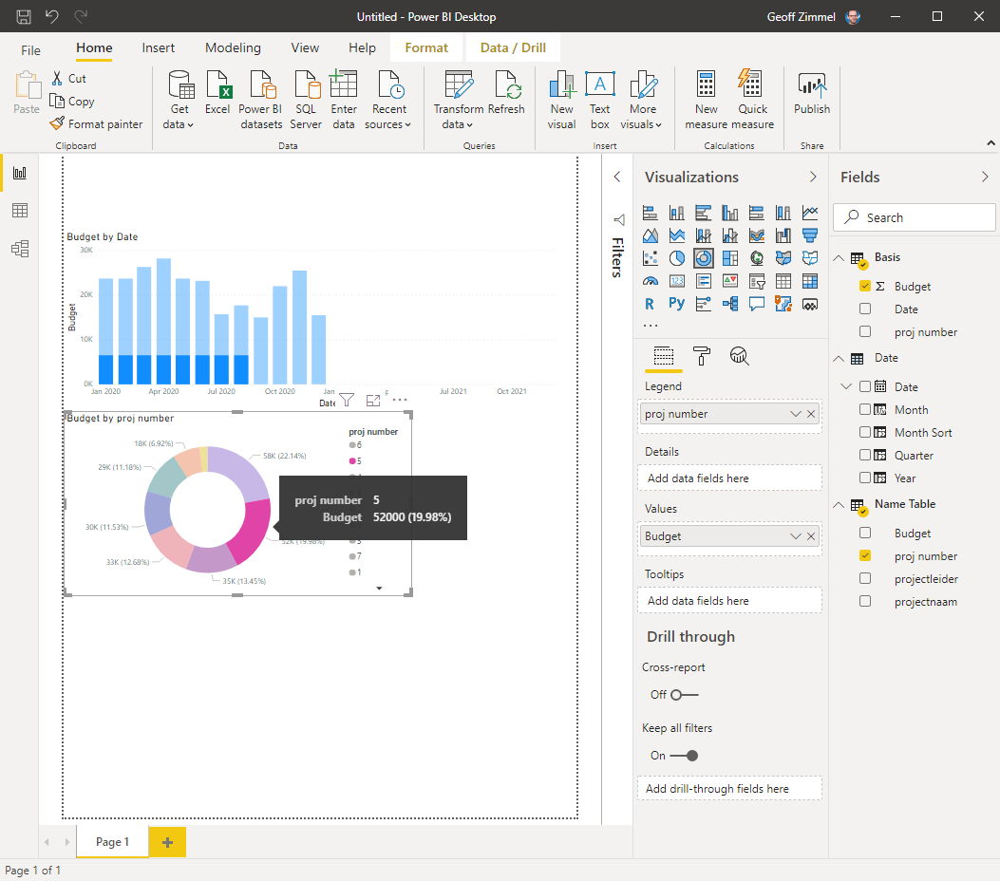 Untitled - Power BI Desktop
Geoff Zimmel
File
Home
Insert
Modeling
View
Help
Format
Data / Drill
Paste
Cut
Copy
Format painter
Clipboard
Get data
Excel
Power BI datasets
SQL Server
Enter data
Recent sources
Data
Transform data
Refresh
Queries
New visual
Text box
More visuals
Insert
New measure
Quick measure
Calculations
Publish
Share
Budget by Date
30K
20K
10K
0K
Budget
Jan 2020
Apr 2020
Jul 2020
Oct 2020
Jan
Jul 2021
Oct 2021
Date
Budget by proj number
18K (6.92%)
58K (22.14%)
29K (11.18%)
30K (11.53%)
33K (12.68%)
35K (13.45%)
52K (19.98%)
proj number
6
5
proj number 5
Budget 52000 (19.98%)
7
1
Filters
Visualizations
123
R
Py
...
Legend
proj number
Details
Add data fields here
Values
Budget
Tooltips
Add data fields here
Drill through
Cross-report
Off
Keep all filters
On
Add drill-through fields here
Fields
Search
Basis
Σ Budget
Date
proj number
Date
Date
Month
Month Sort
Quarter
Year
Name Table
Budget
proj number
projectleider
projectnaam
Page 1
Page 1 of 1